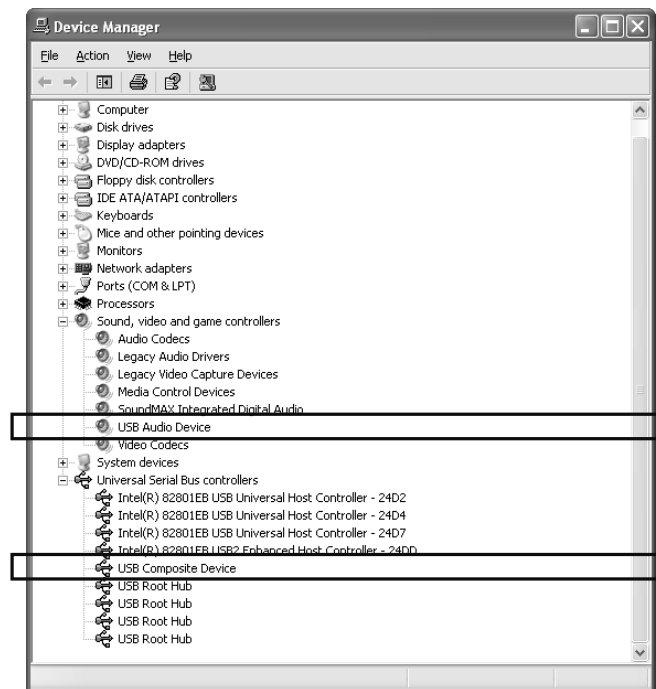 Device Manager
File Action View Help
Computer
Disk drives
Display adapters
DVD/CD-ROM drives
Floppy disk controllers
IDE ATA/ATAPI controllers
Keyboards
Mice and other pointing devices
Monitors
Network adapters
Ports (COM & LPT)
Processors
Sound, video and game controllers
Audio Codecs
Legacy Audio Drivers
Legacy Video Capture Devices
Media Control Devices
SoundMAX Integrated Digital Audio
USB Audio Device
Video Codecs
System devices
Universal Serial Bus controllers
Intel(R) 82801EB USB Universal Host Controller - 24D2
Intel(R) 82801EB USB Universal Host Controller - 24D4
Intel(R) 82801EB USB Universal Host Controller - 24D7
Intel(R) 82801EB USB2 Enhanced Host Controller - 24DD
USB Composite Device
USB Root Hub
USB Root Hub
USB Root Hub
USB Root Hub